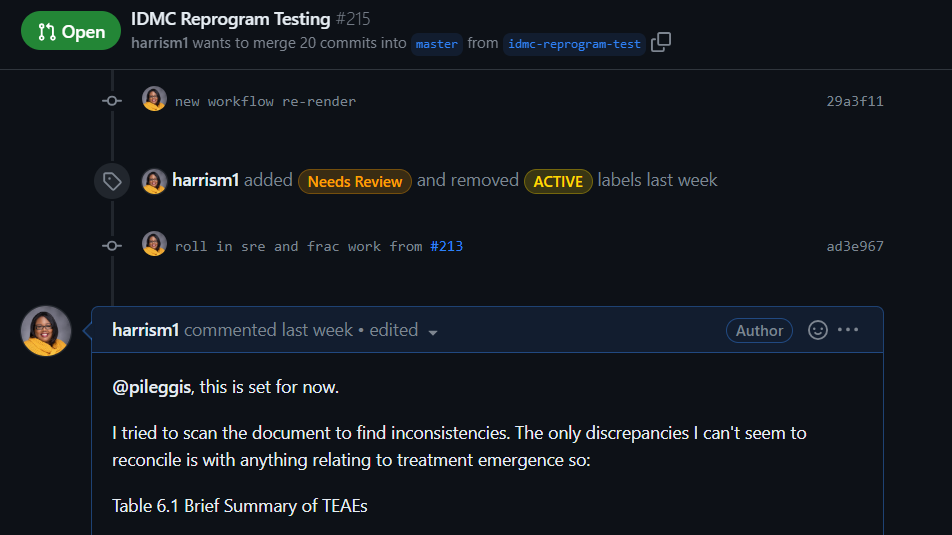 Open
IDMC Reprogram Testing #215
harrism1 wants to merge 20 commits into master from idmc-reprogram-test
new workflow re-render 29a3f11
harrism1 added Needs Review and removed ACTIVE labels last week
roll in sre and frac work from #213 ad3e967
harrism1 commented last week • edited Author
@pileggis, this is set for now.
I tried to scan the document to find inconsistencies. The only discrepancies I can't seem to
reconcile is with anything relating to treatment emergence so:
Table 6.1 Brief Summary of TEAEs